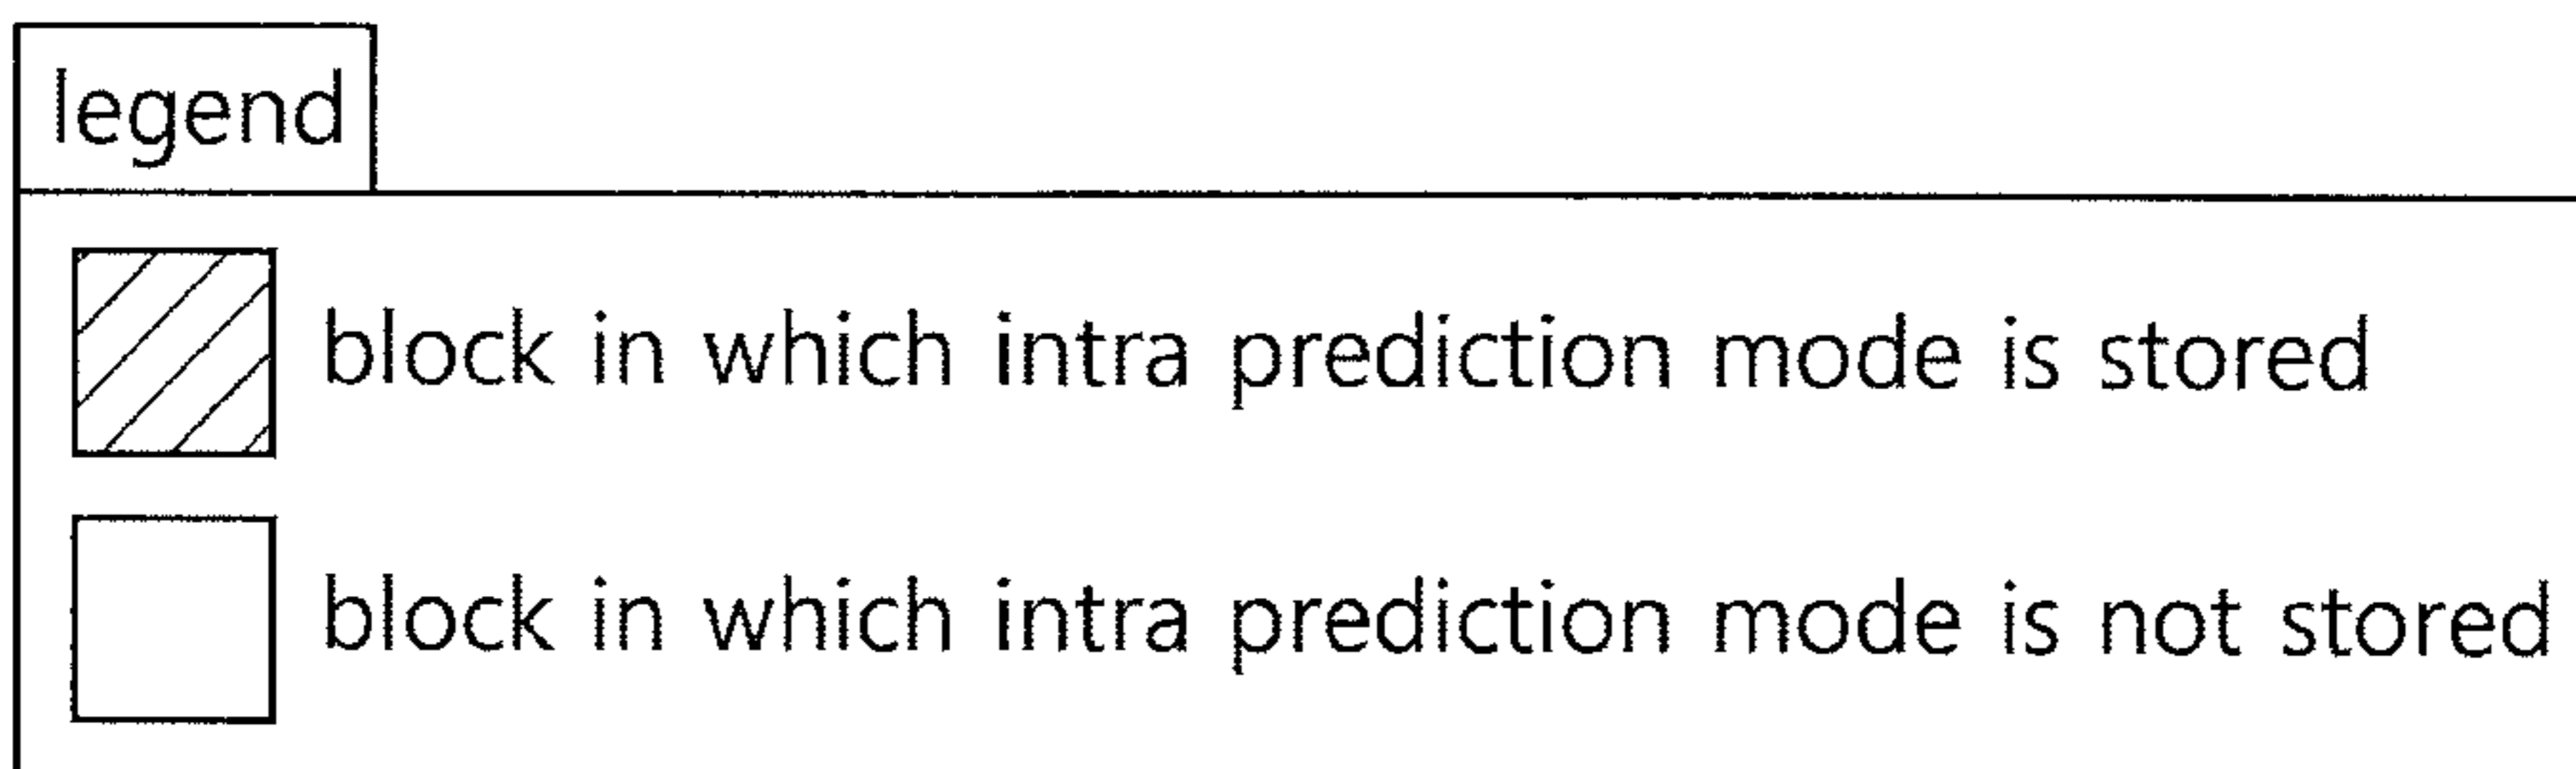 legend
block in which intra prediction mode is stored
block in which intra prediction mode is not stored